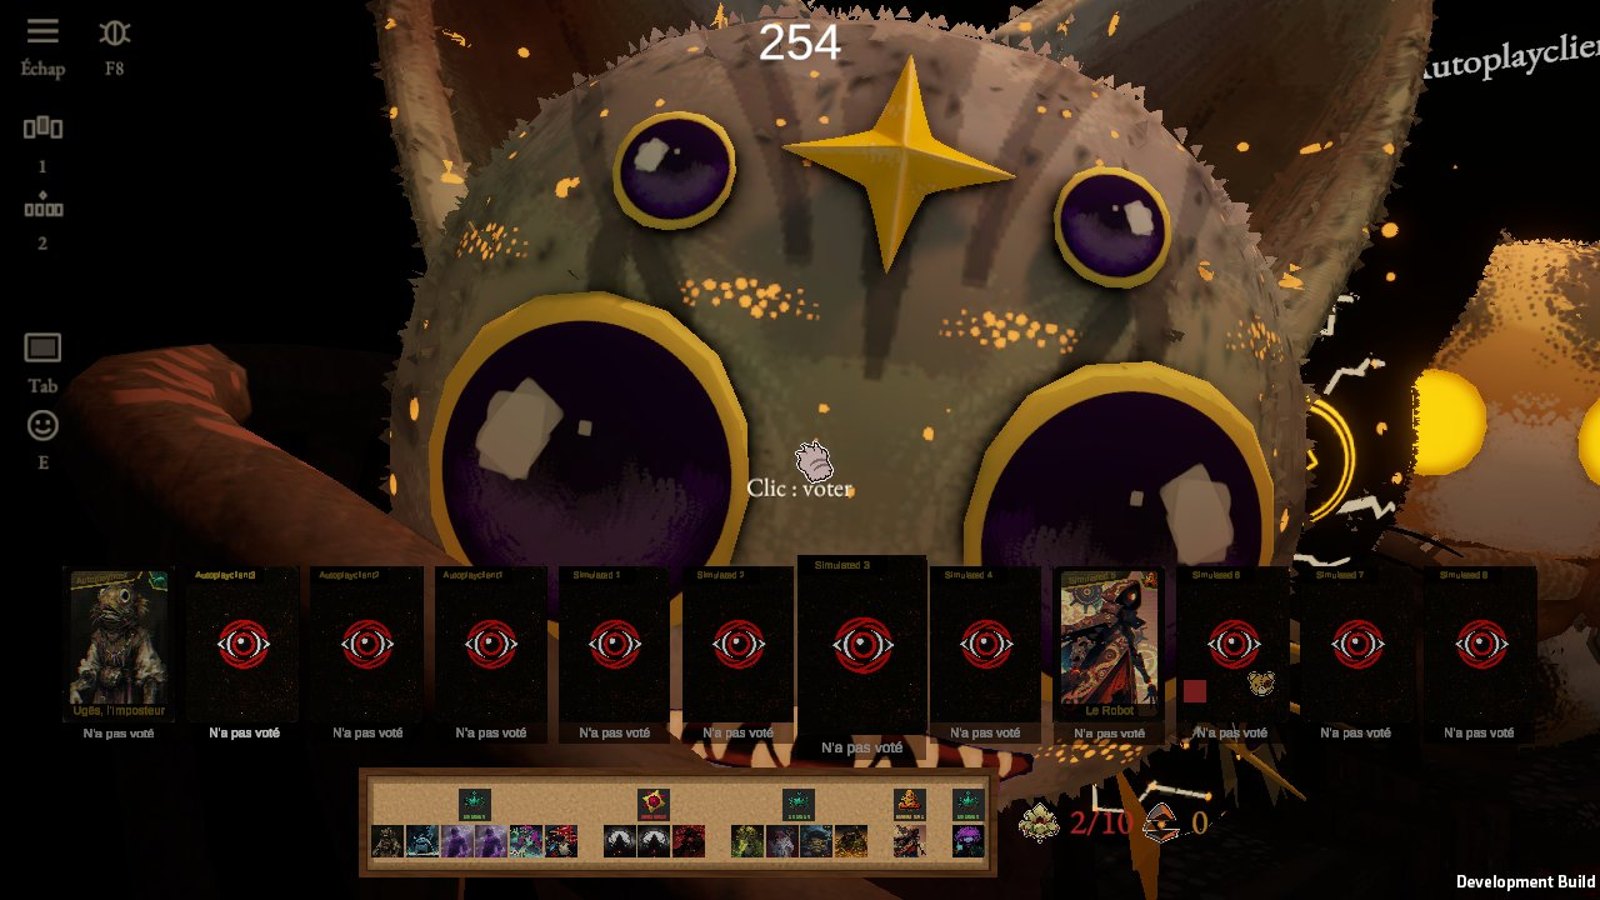 254
Échap
F8
Autoplayclien
1
2
Tab
E
Clic : voter
Autoplayclient3
Autoplayclient2
Autoplayclient1
Simulated 1
Simulated 2
Simulated 3
Simulated 4
Simulated 5
Simulated 6
Simulated 7
Simulated 8
Ugès, l'Imposteur
Le Robot
N'a pas voté
N'a pas voté
N'a pas voté
N'a pas voté
N'a pas voté
N'a pas voté
N'a pas voté
N'a pas voté
N'a pas voté
N'a pas voté
N'a pas voté
N'a pas voté
2/10
0
Development Build